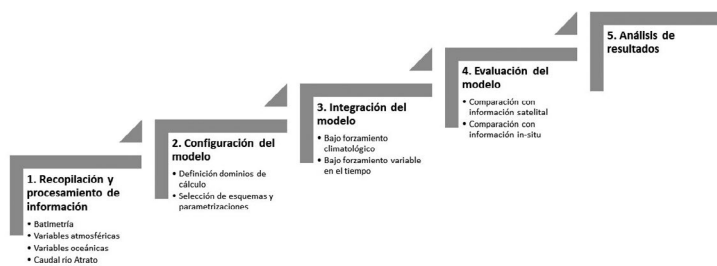 1. Recopilación y
procesamiento de
información
• Batimetría
• Variables atmosféricas
• Variables oceánicas
• Caudal río Atrato
2. Configuración del
modelo
• Definición dominios de
cálculo
• Selección de esquemas y
parametrizaciones
3. Integración del
modelo
• Bajo forzamiento
climatológico
• Bajo forzamiento variable
en el tiempo
4. Evaluación del
modelo
• Comparación con
información satelital
• Comparación con
información in-situ
5. Análisis de
resultados